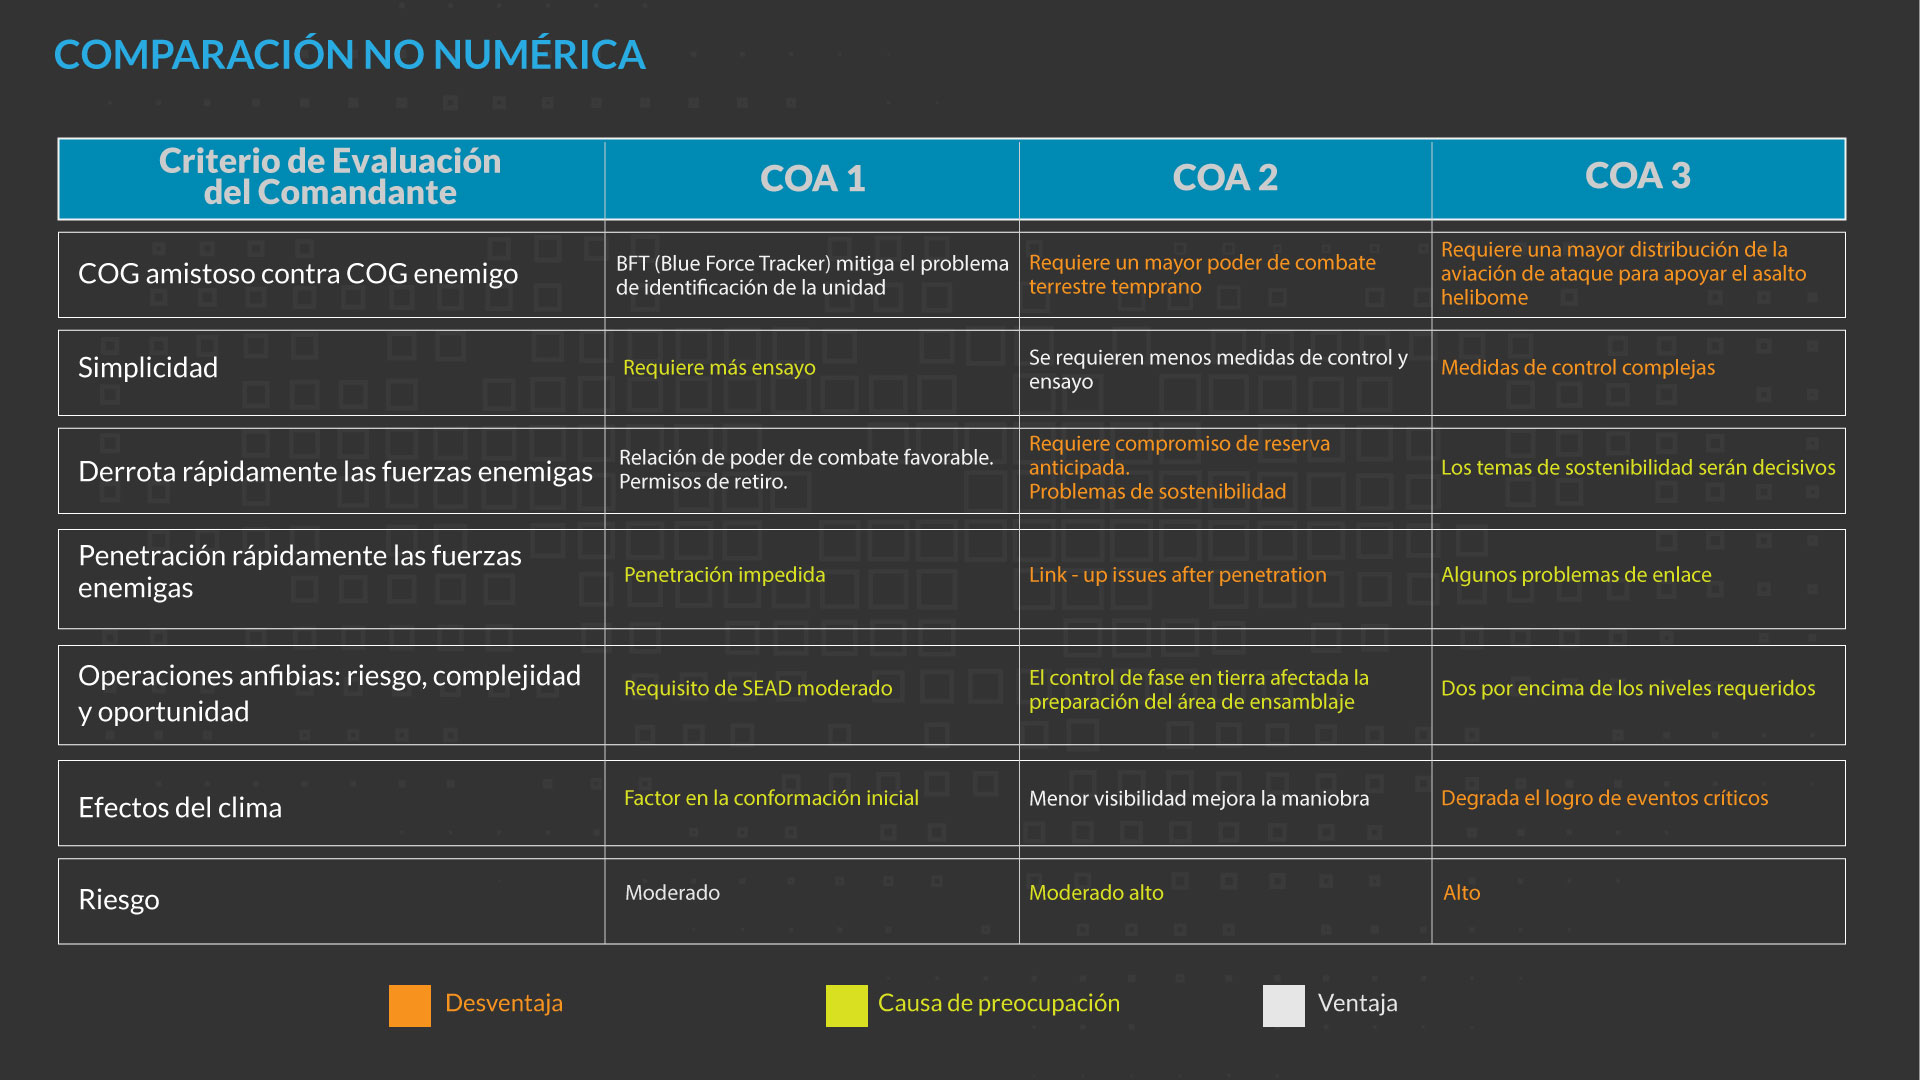 COMPARACIÓN NO NUMÉRICA
Criterio de Evaluación
del Comandante
COA 1
COA 2
COA 3
COG amistoso contra COG enemigo
BFT (Blue Force Tracker) mitiga el problema
de identificación de la unidad
Requiere un mayor poder de combate
terrestre temprano
Requiere una mayor distribución de la
aviación de ataque para apoyar el asalto
helibome
Simplicidad
Requiere más ensayo
Se requieren menos medidas de control y
ensayo
Medidas de control complejas
Derrota rápidamente las fuerzas enemigas
Relación de poder de combate favorable.
Permisos de retiro.
Requiere compromiso de reserva
anticipada.
Problemas de sostenibilidad
Los temas de sostenibilidad serán decisivos
Penetración rápidamente las fuerzas
enemigas
Penetración impedida
Link - up issues after penetration
Algunos problemas de enlace
Operaciones anfibias: riesgo, complejidad
y oportunidad
Requisito de SEAD moderado
El control de fase en tierra afectada la
preparación del área de ensamblaje
Dos por encima de los niveles requeridos
Efectos del clima
Factor en la conformación inicial
Menor visibilidad mejora la maniobra
Degrada el logro de eventos críticos
Riesgo
Moderado
Moderado alto
Alto
Desventaja
Causa de preocupación
Ventaja